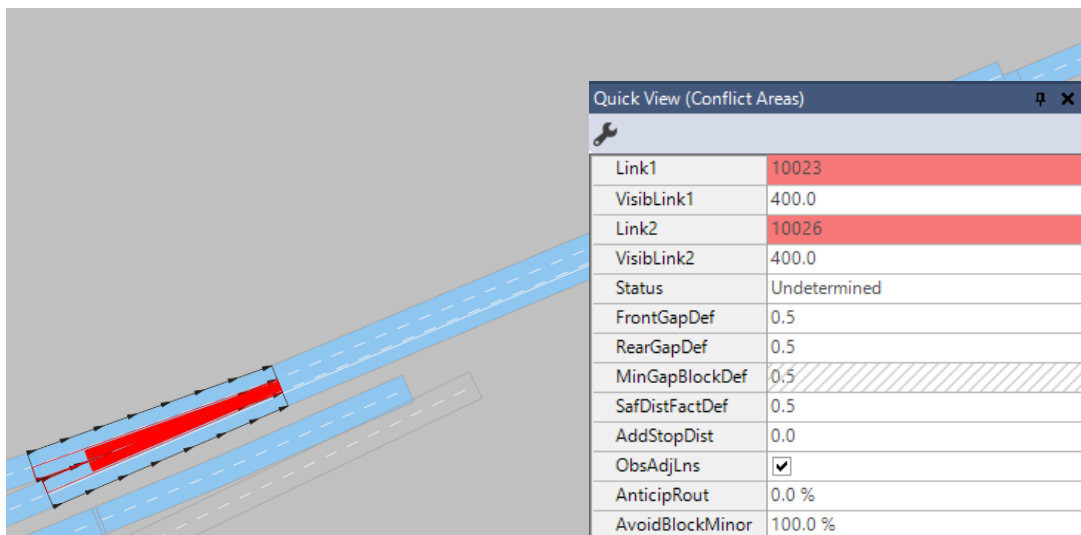 Quick View (Conflict Areas)
Link1 10023
VisibLink1 400.0
Link2 10026
VisibLink2 400.0
Status Undetermined
FrontGapDef 0.5
RearGapDef 0.5
MinGapBlockDef 0.5
SafDistFactDef 0.5
AddStopDist 0.0
ObsAdjLns
AnticipRout 0.0 %
AvoidBlockMinor 100.0 %